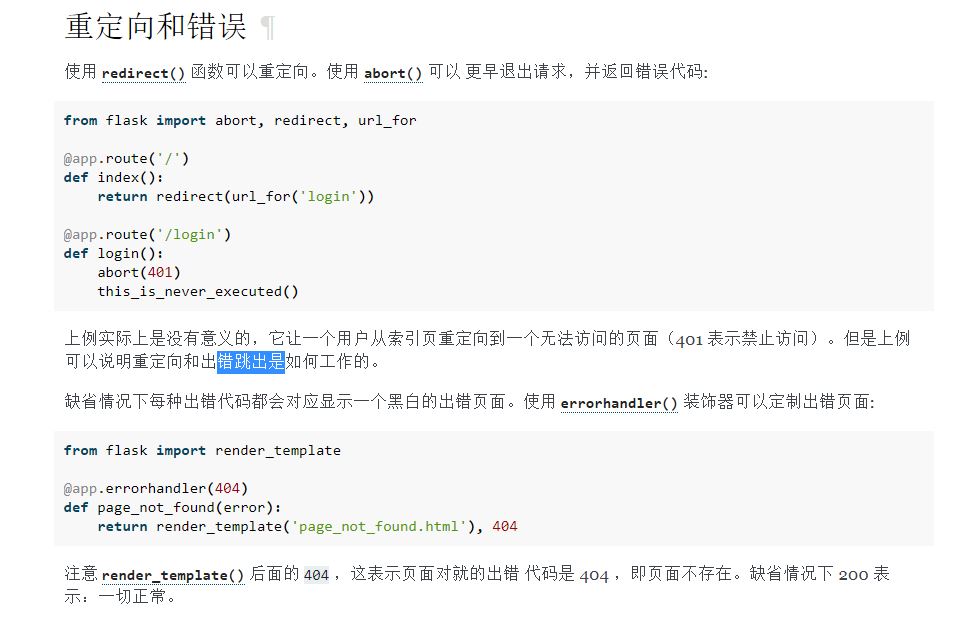 重定向和错误 ¶
使用 redirect() 函数可以重定向。使用 abort() 可以 更早退出请求，并返回错误代码:
from flask import abort, redirect, url_for
@app.route('/')
def index():
    return redirect(url_for('login'))
@app.route('/login')
def login():
    abort(401)
    this_is_never_executed()
上例实际上是没有意义的，它让一个用户从索引页重定向到一个无法访问的页面（401 表示禁止访问）。但是上例
可以说明重定向和出错跳出是如何工作的。
缺省情况下每种出错代码都会对应显示一个黑白的出错页面。使用 errorhandler() 装饰器可以定制出错页面:
from flask import render_template
@app.errorhandler(404)
def page_not_found(error):
    return render_template('page_not_found.html'), 404
注意 render_template() 后面的 404 ，这表示页面对就的出错 代码是 404 ，即页面不存在。缺省情况下 200 表
示：一切正常。